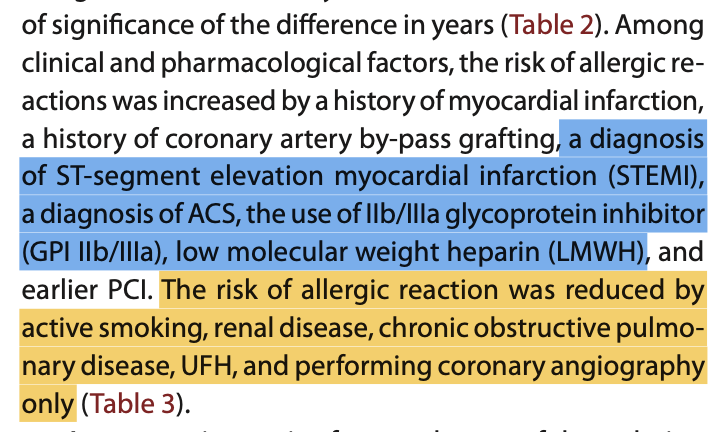 of significance of the difference in years (Table 2). Among
clinical and pharmacological factors, the risk of allergic re-
actions was increased by a history of myocardial infarction,
a history of coronary artery by-pass grafting, a diagnosis
of ST-segment elevation myocardial infarction (STEMI),
a diagnosis of ACS, the use of IIb/IIIa glycoprotein inhibitor
(GPI IIb/IIIa), low molecular weight heparin (LMWH), and
earlier PCI. The risk of allergic reaction was reduced by
active smoking, renal disease, chronic obstructive pulmo-
nary disease, UFH, and performing coronary angiography
only (Table 3).